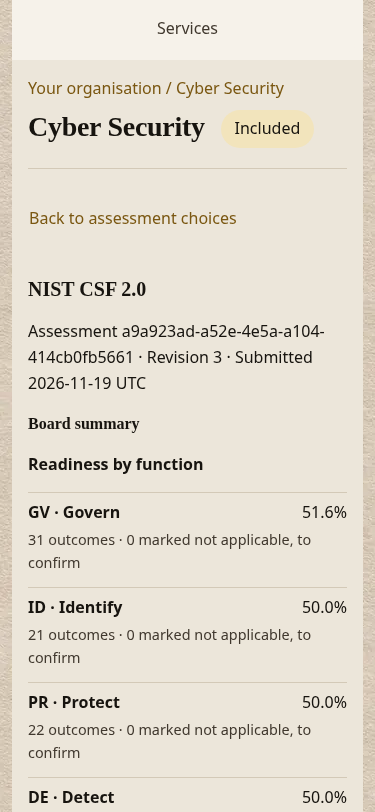 Services
Your organisation / Cyber Security
Cyber Security
Included
Back to assessment choices
NIST CSF 2.0
Assessment a9a923ad-a52e-4e5a-a104-
414cb0fb5661 · Revision 3 · Submitted
2026-11-19 UTC
Board summary
Readiness by function
GV · Govern 51.6%
31 outcomes · 0 marked not applicable, to
confirm
ID · Identify 50.0%
21 outcomes · 0 marked not applicable, to
confirm
PR · Protect 50.0%
22 outcomes · 0 marked not applicable, to
confirm
DE · Detect 50.0%